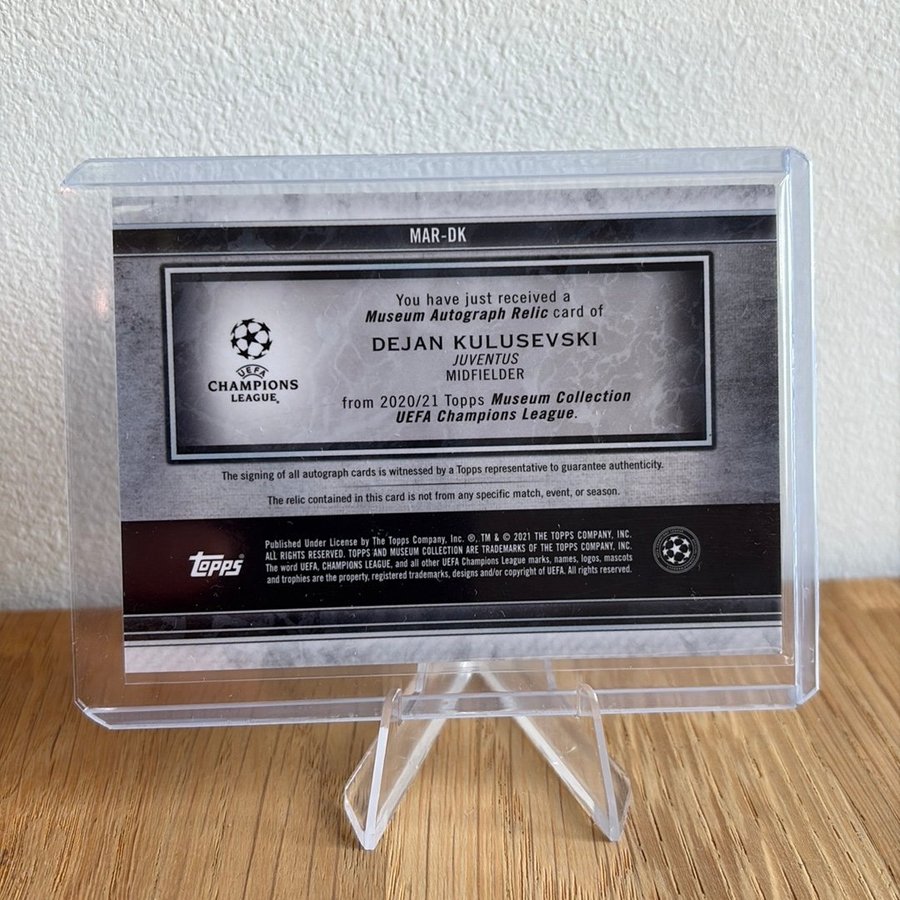 MAR-DK
You have just received a
Museum Autograph Relic card of
DEJAN KULUSEVSKI
JUVENTUS
MIDFIELDER
from 2020/21 Topps Museum Collection
UEFA Champions League.
UEFA
CHAMPIONS
LEAGUE®
The signing of all autograph cards is witnessed by a Topps representative to guarantee authenticity.
The relic contained in this card is not from any specific match, event, or season.
Topps
Published Under License by The Topps Company, Inc. ®, TM & © 2021 THE TOPPS COMPANY, INC.
ALL RIGHTS RESERVED. TOPPS AND MUSEUM COLLECTION ARE TRADEMARKS OF THE TOPPS COMPANY, INC.
The word UEFA, CHAMPIONS LEAGUE, and all other UEFA Champions League marks, names, logos, mascots
and trophies are the property, registered trademarks, designs and/or copyright of UEFA. All rights reserved.